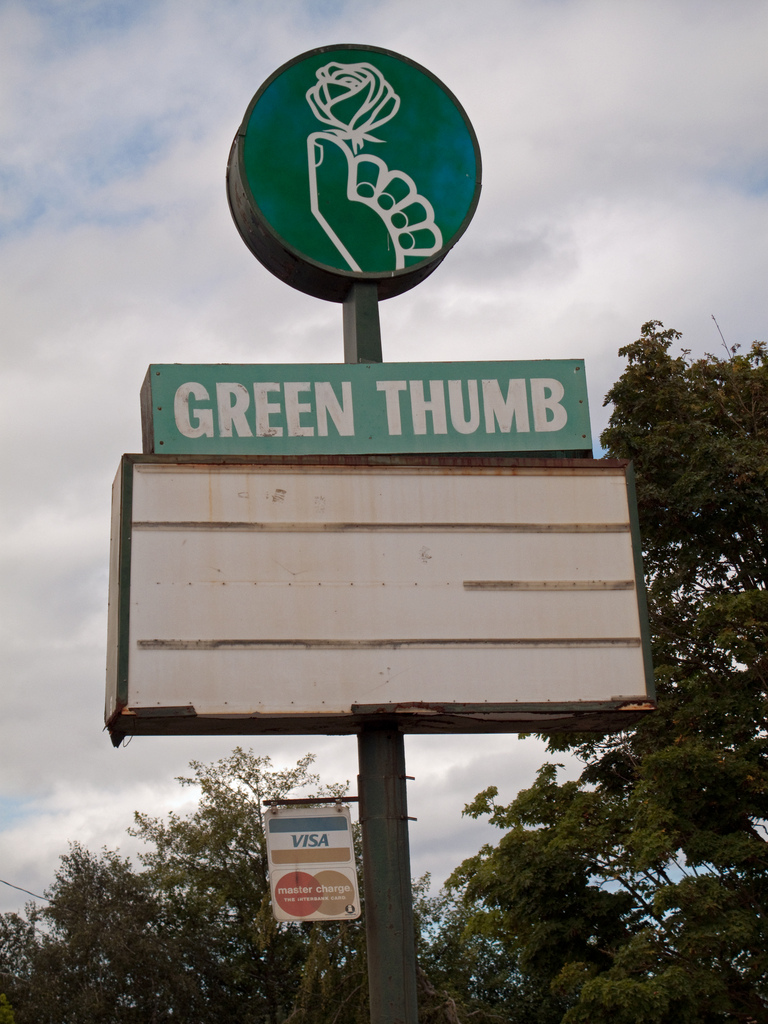 GREEN THUMB
VISA
master charge
THE INTERBANK CARD